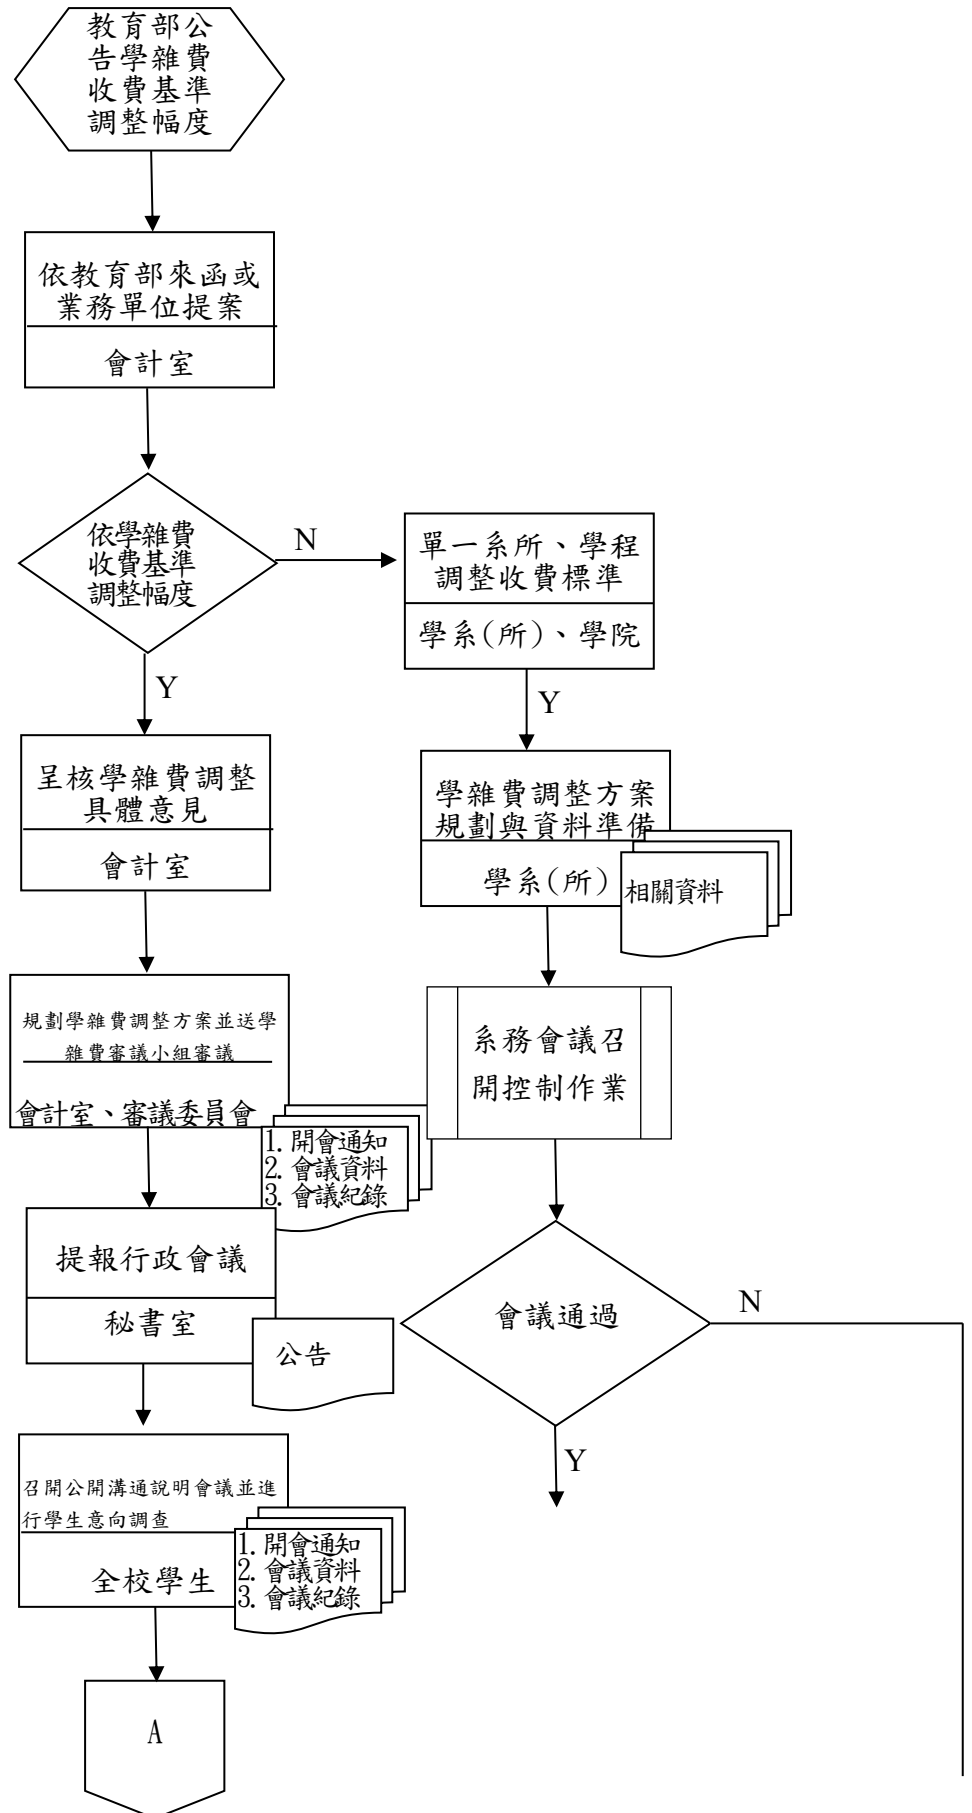 教育部公
告學雜費
收費基準
調整幅度
依教育部來函或
業務單位提案
會計室
依學雜費
收費基準
調整幅度
N
單一系所、學程
調整收費標準
學系(所)、學院
Y
Y
呈核學雜費調整
具體意見
會計室
學雜費調整方案
規劃與資料準備
學系(所)
相關資料
規劃學雜費調整方案並送學
雜費審議小組審議
會計室、審議委員會
1. 開會通知
2. 會議資料
3. 會議紀錄
系務會議召
開控制作業
提報行政會議
秘書室
公告
會議通過
N
Y
召開公開溝通說明會議並進
行學生意向調查
全校學生
1. 開會通知
2. 會議資料
3. 會議紀錄
A